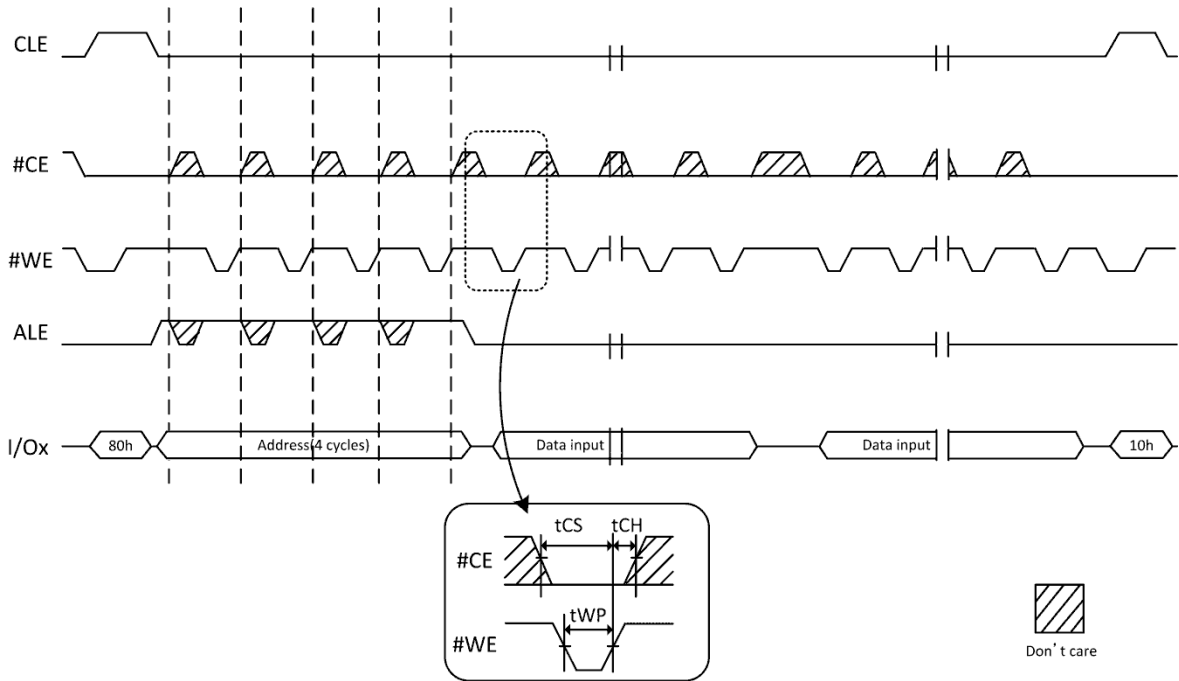 CLE
#CE
#WE
ALE
I/Ox
80h
Address(4 cycles)
Data input
Data input
10h
tCS
tCH
#CE
tWP
#WE
Don't care